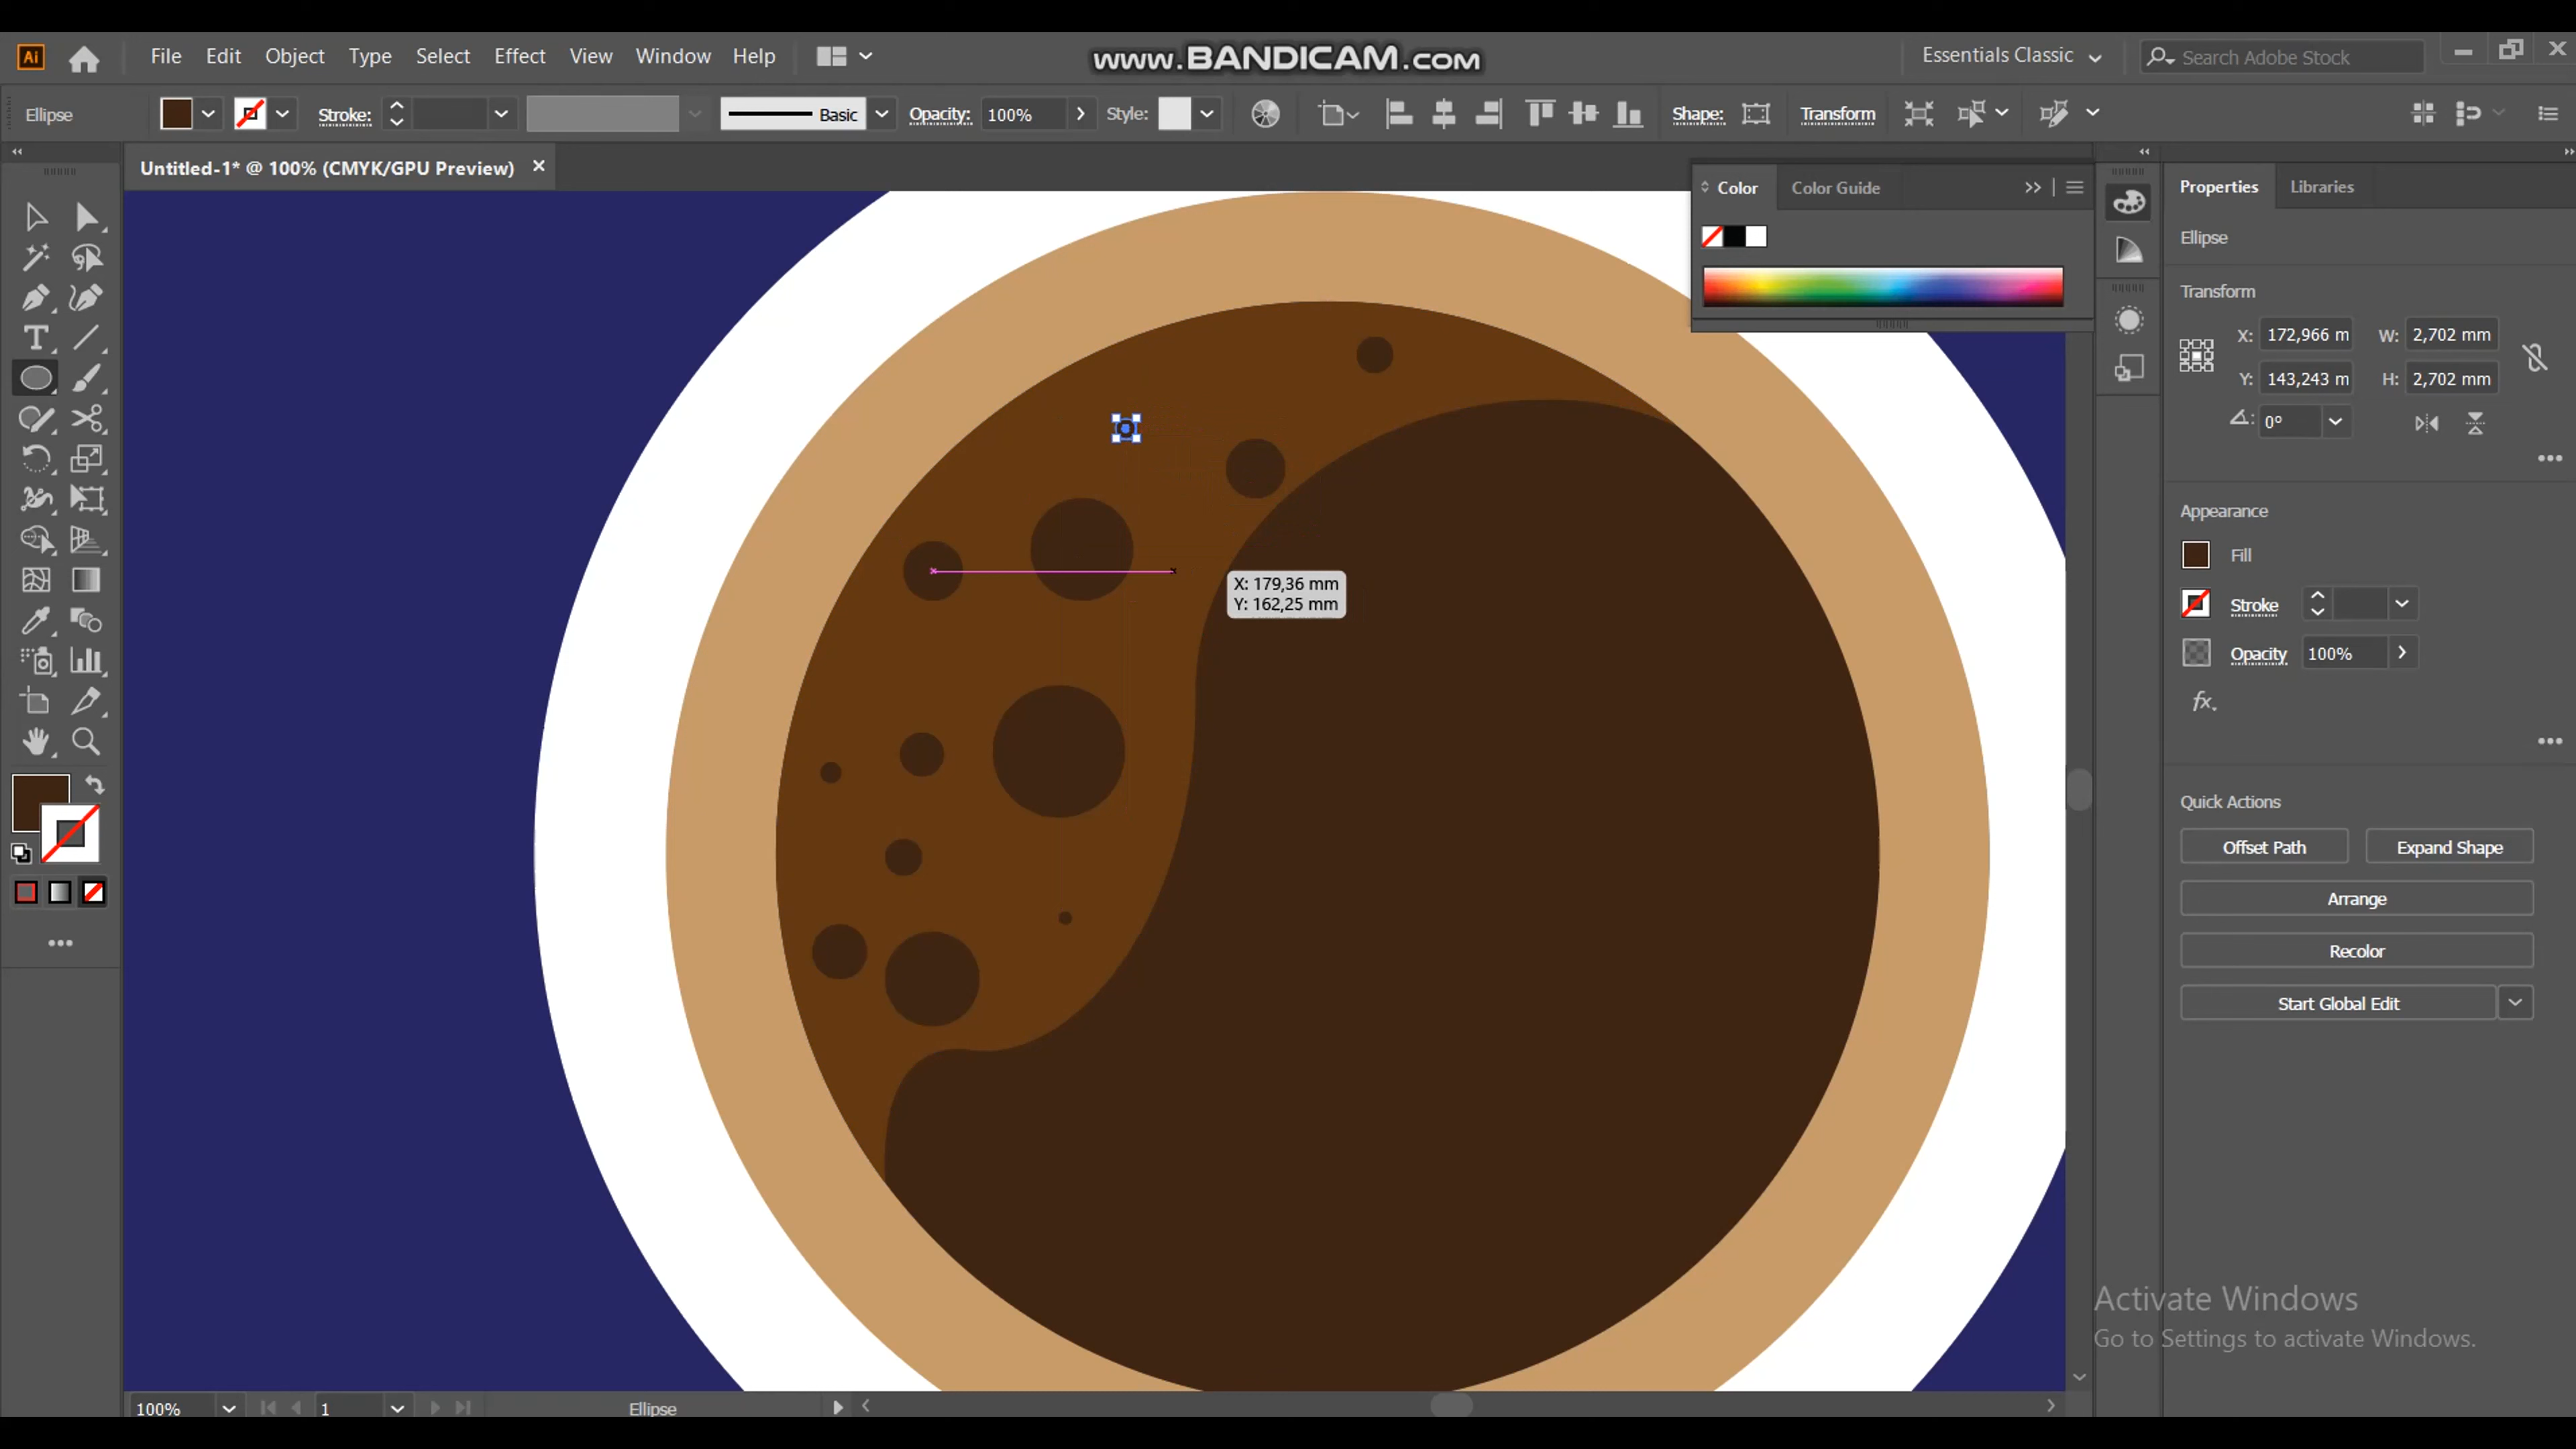 Ai File Edit Object Type Select Effect View Window Help www.BANDICAM.com Essentials Classic Search Adobe Stock
Ellipse Stroke: Basic Opacity: 100% Style: Shape: Transform
Untitled-1* @ 100% (CMYK/GPU Preview) ×
Color Color Guide
Properties Libraries
Ellipse
Transform
X: 172,966 m W: 2,702 mm
Y: 143,243 m H: 2,702 mm
0°
Appearance
Fill
Stroke
Opacity 100%
fx.
X: 179,36 mm
Y: 162,25 mm
Quick Actions
Offset Path Expand Shape
Arrange
Recolor
Start Global Edit
Activate Windows
Go to Settings to activate Windows.
100% 1 Ellipse